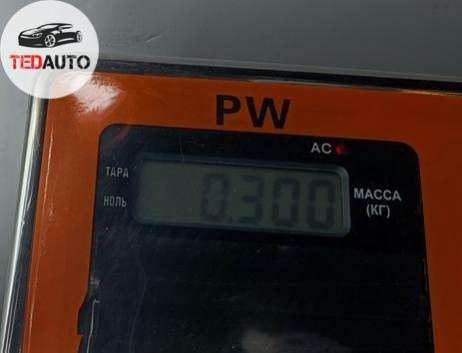 TEDAUTO
PW
AC
ТАРА
НОЛЬ
0.300
МАССА
(КГ)